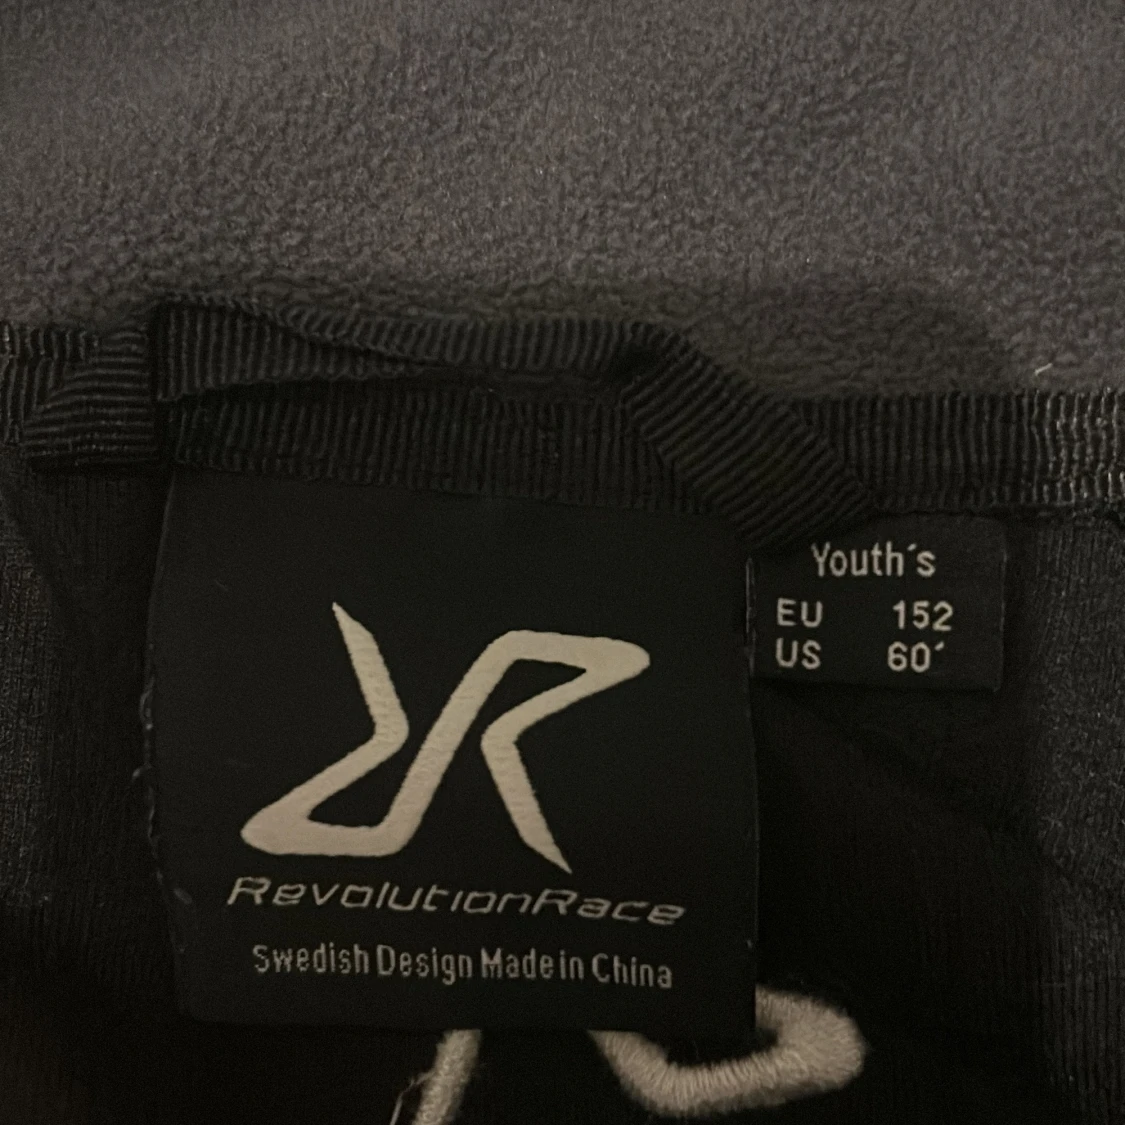 Youth´s
EU 152
US 60´
RevolutionRace
Swedish Design Made in China